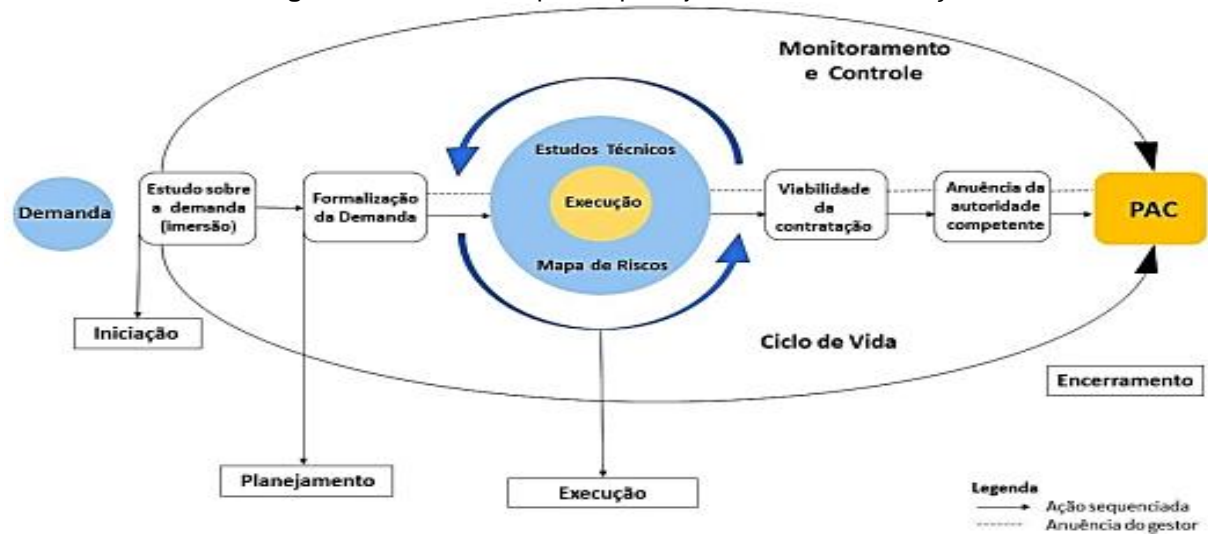 Monitoramento
e Controle
Demanda
Estudo sobre
a demanda
(imersão)
Formalização
da Demanda
Estudos Técnicos
Execução
Mapa de Riscos
Viabilidade
da
contratação
Anuência da
autoridade
competente
PAC
Iniciação
Ciclo de Vida
Encerramento
Planejamento
Execução
Legenda
Ação sequenciada
Anuência do gestor